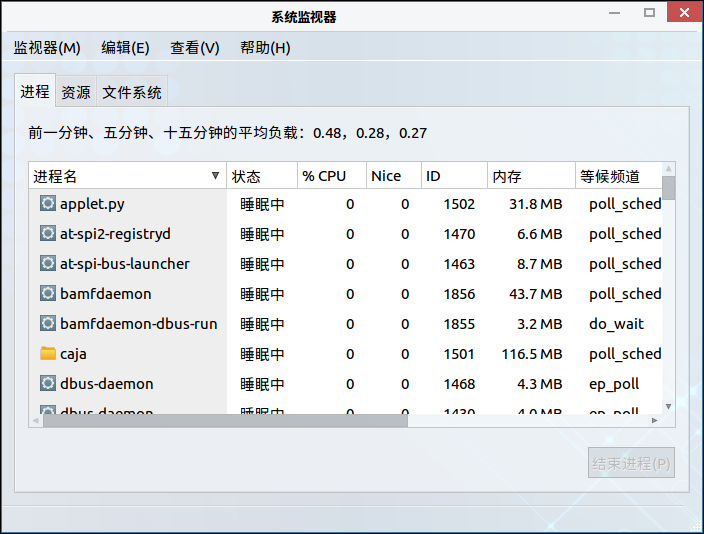 系统监视器
监视器(M) 编辑(E) 查看(V) 帮助(H)
进程 资源 文件系统
前一分钟、五分钟、十五分钟的平均负载：0.48，0.28，0.27
进程名 状态 % CPU Nice ID 内存 等候频道
applet.py 睡眠中 0 0 1502 31.8 MB poll_sched
at-spi2-registryd 睡眠中 0 0 1470 6.6 MB poll_sched
at-spi-bus-launcher 睡眠中 0 0 1463 8.7 MB poll_sched
bamfdaemon 睡眠中 0 0 1856 43.7 MB poll_sched
bamfdaemon-dbus-run 睡眠中 0 0 1855 3.2 MB do_wait
caja 睡眠中 0 0 1501 116.5 MB poll_sched
dbus-daemon 睡眠中 0 0 1468 4.3 MB ep_poll
dbus-daemon 睡眠中 0 0 1430 4.0 MB ep_poll
结束进程(P)